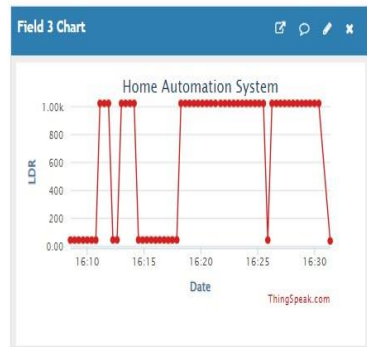 Field 3 Chart
Home Automation System
1.00k
800
600
400
200
0.00
LDR
16:10 16:15 16:20 16:25 16:30
Date
ThingSpeak.com